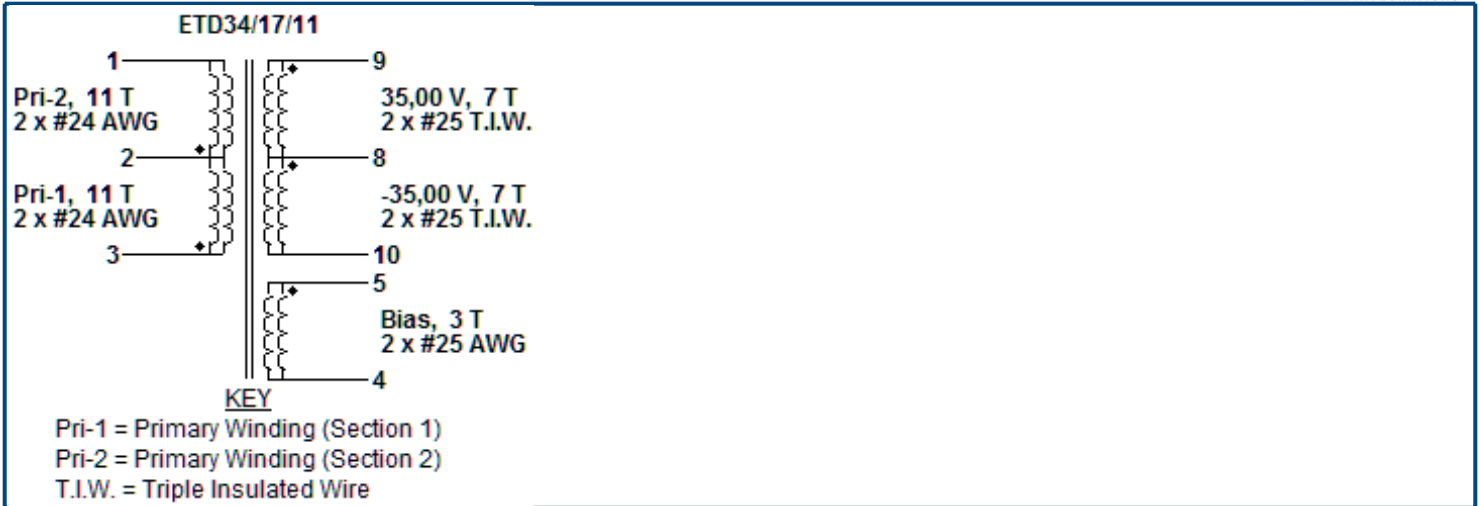 ETD34/17/11
1
9
Pri-2, 11 T
2 x #24 AWG
35,00 V, 7 T
2 x #25 T.I.W.
2
8
Pri-1, 11 T
2 x #24 AWG
-35,00 V, 7 T
2 x #25 T.I.W.
3
10
5
Bias, 3 T
2 x #25 AWG
4
KEY
Pri-1 = Primary Winding (Section 1)
Pri-2 = Primary Winding (Section 2)
T.I.W. = Triple Insulated Wire